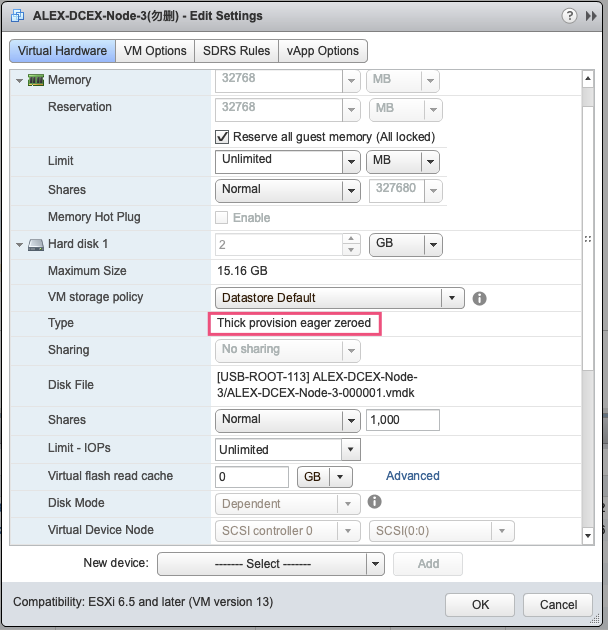 ALEX-DCEX-Node-3(勿删) - Edit Settings
Virtual Hardware VM Options SDRS Rules vApp Options
Memory 32768 MB
Reservation 32768 MB
Reserve all guest memory (All locked)
Limit Unlimited MB
Shares Normal 327680
Memory Hot Plug Enable
Hard disk 1 2 GB
Maximum Size 15.16 GB
VM storage policy Datastore Default
Type Thick provision eager zeroed
Sharing No sharing
Disk File [USB-ROOT-113] ALEX-DCEX-Node-
3/ALEX-DCEX-Node-3-000001.vmdk
Shares Normal 1,000
Limit - IOPs Unlimited
Virtual flash read cache 0 GB Advanced
Disk Mode Dependent
Virtual Device Node SCSI controller 0 SCSI(0:0)
New device: ------- Select ------- Add
Compatibility: ESXi 6.5 and later (VM version 13) OK Cancel